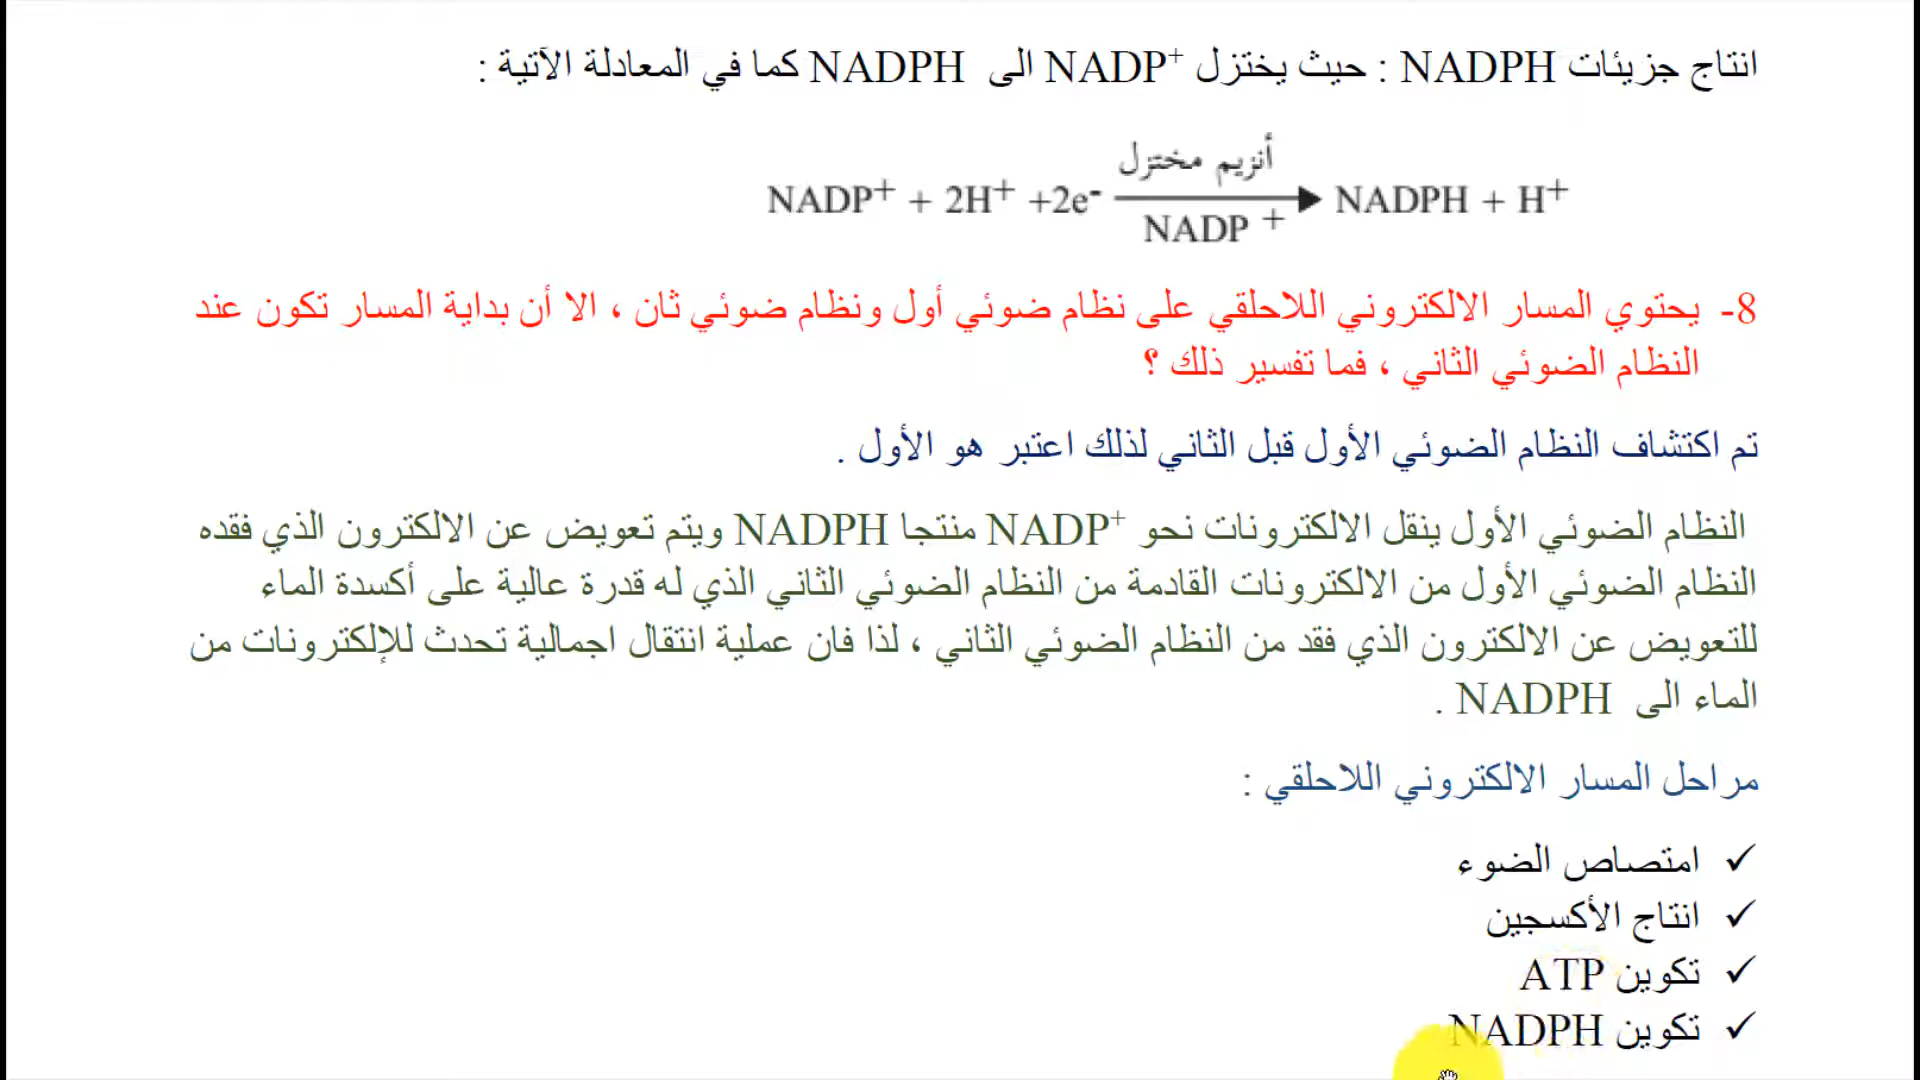 انتاج جزيئات NADPH : حيث يختزل NADP⁺ الى NADPH كما في المعادلة الآتية :
أنزيم مختزل
NADP⁺ + 2H⁺ +2e⁻ → NADPH + H⁺
NADP ⁺
8- يحتوي المسار الالكتروني اللاحلقي على نظام ضوئي أول ونظام ضوئي ثان ، الا أن بداية المسار تكون عند
النظام الضوئي الثاني ، فما تفسير ذلك ؟
تم اكتشاف النظام الضوئي الأول قبل الثاني لذلك اعتبر هو الأول .
النظام الضوئي الأول ينقل الالكترونات نحو NADP⁺ منتجا NADPH ويتم تعويض عن الالكترون الذي فقده
النظام الضوئي الأول من الالكترونات القادمة من النظام الضوئي الثاني الذي له قدرة عالية على أكسدة الماء
للتعويض عن الالكترون الذي فقد من النظام الضوئي الثاني ، لذا فان عملية انتقال اجمالية تحدث للإلكترونات من
الماء الى NADPH .
مراحل المسار الالكتروني اللاحلقي :
✓ امتصاص الضوء
✓ انتاج الأكسجين
✓ تكوين ATP
✓ تكوين NADPH